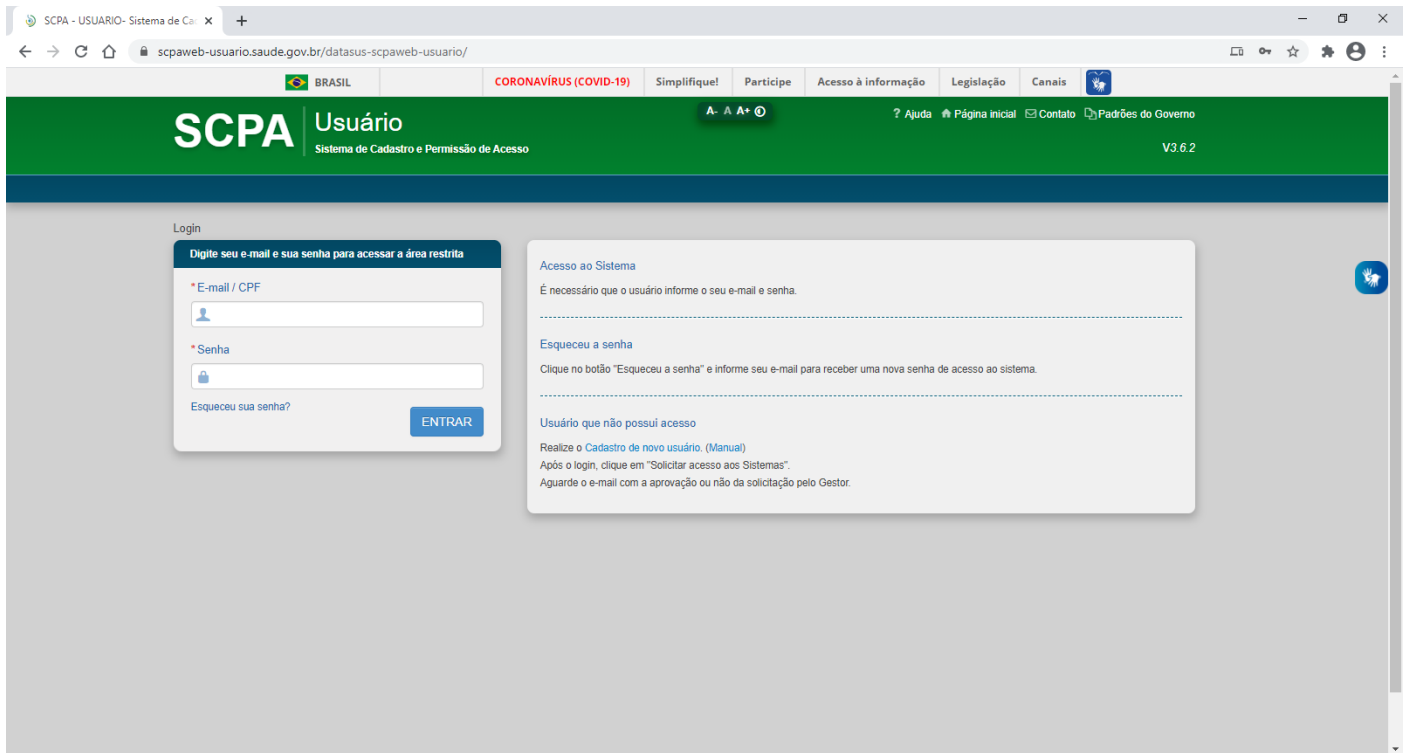 SCPA - USUARIO- Sistema de Ca
scpaweb-usuario.saude.gov.br/datasus-scpaweb-usuario/
BRASIL CORONAVÍRUS (COVID-19) Simplifique! Participe Acesso à informação Legislação Canais
A- A A+
? Ajuda Página inicial Contato Padrões do Governo
SCPA Usuário
Sistema de Cadastro e Permissão de Acesso
V3.6.2
Login
Digite seu e-mail e sua senha para acessar a área restrita
* E-mail / CPF
* Senha
Esqueceu sua senha?
ENTRAR
Acesso ao Sistema
É necessário que o usuário informe o seu e-mail e senha.
Esqueceu a senha
Clique no botão "Esqueceu a senha" e informe seu e-mail para receber uma nova senha de acesso ao sistema.
Usuário que não possui acesso
Realize o Cadastro de novo usuário. (Manual)
Após o login, clique em "Solicitar acesso aos Sistemas".
Aguarde o e-mail com a aprovação ou não da solicitação pelo Gestor.